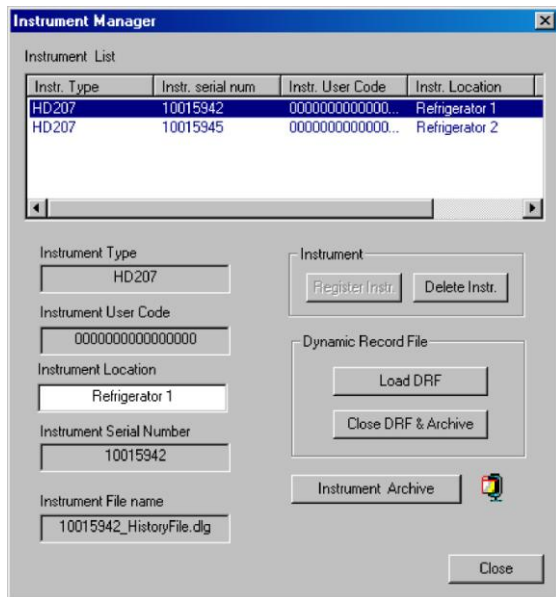 Instrument Manager
Instrument List
Instr. Type Instr. serial num Instr. User Code Instr. Location
HD207 10015942 0000000000000... Refrigerator 1
HD207 10015945 0000000000000... Refrigerator 2
Instrument Type
HD207
Instrument User Code
0000000000000000
Instrument Location
Refrigerator 1
Instrument Serial Number
10015942
Instrument File name
10015942_HistoryFile.dlg
Instrument
Register Instr. Delete Instr.
Dynamic Record File
Load DRF
Close DRF & Archive
Instrument Archive
Close